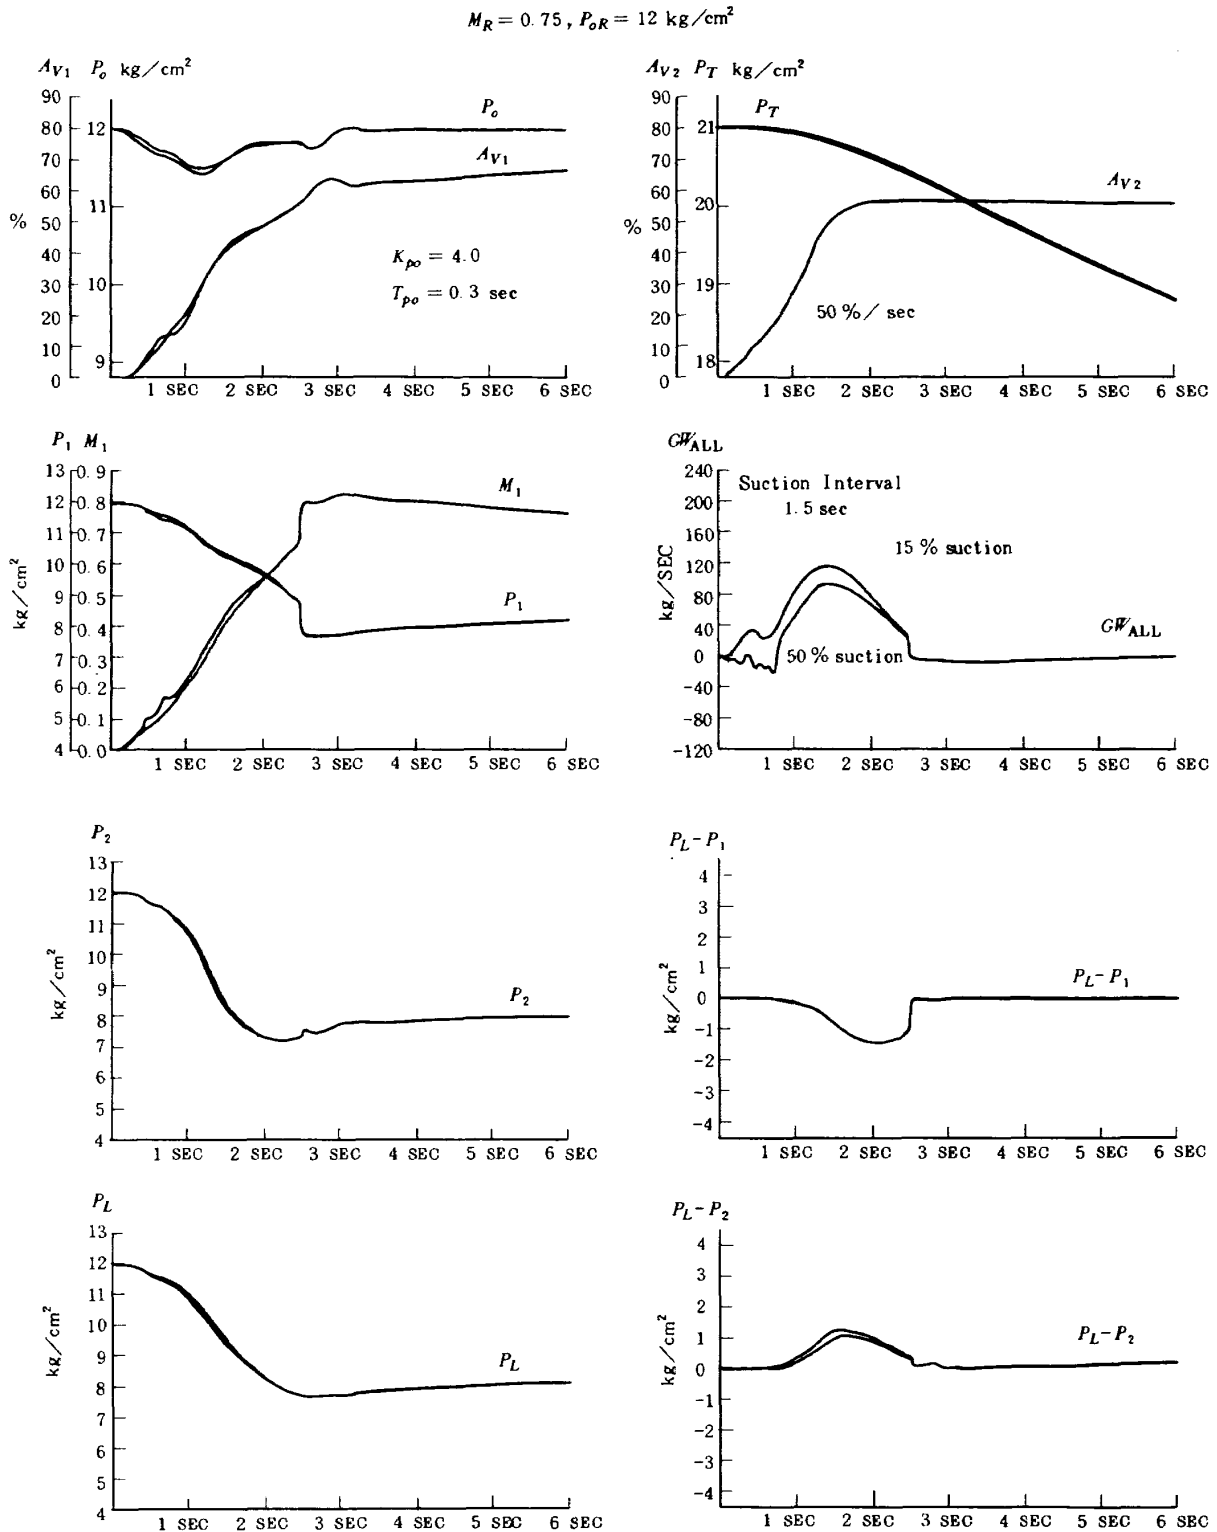 M_R = 0.75, P_oR = 12 kg/cm²
A_V1 P_o kg/cm²
90
80
70
60
50
40
30
20
10
0
%
12
11
10
9
P_o
A_V1
K_po = 4.0
T_po = 0.3 sec
1 SEC 2 SEC 3 SEC 4 SEC 5 SEC 6 SEC
A_V2 P_T kg/cm²
90
80
70
60
50
40
30
20
10
0
%
21
20
19
18
P_T
A_V2
50%/sec
1 SEC 2 SEC 3 SEC 4 SEC 5 SEC 6 SEC
P_1 M_1
13 0.9
12 0.8
11 0.7
10 0.6
9 0.5
8 0.4
7 0.3
6 0.2
5 0.1
4 0.0
kg/cm²
M_1
P_1
1 SEC 2 SEC 3 SEC 4 SEC 5 SEC 6 SEC
GW_ALL
240
200
160
120
80
40
0
-40
-80
-120
kg/SEC
Suction Interval
1.5 sec
15% suction
GW_ALL
50% suction
1 SEC 2 SEC 3 SEC 4 SEC 5 SEC 6 SEC
P_2
13
12
11
10
9
8
7
6
5
4
kg/cm²
P_2
1 SEC 2 SEC 3 SEC 4 SEC 5 SEC 6 SEC
P_L-P_1
4
3
2
1
0
-1
-2
-3
-4
kg/cm²
P_L-P_1
1 SEC 2 SEC 3 SEC 4 SEC 5 SEC 6 SEC
P_L
13
12
11
10
9
8
7
6
5
4
kg/cm²
P_L
1 SEC 2 SEC 3 SEC 4 SEC 5 SEC 6 SEC
P_L-P_2
4
3
2
1
0
-1
-2
-3
-4
kg/cm²
P_L-P_2
1 SEC 2 SEC 3 SEC 4 SEC 5 SEC 6 SEC